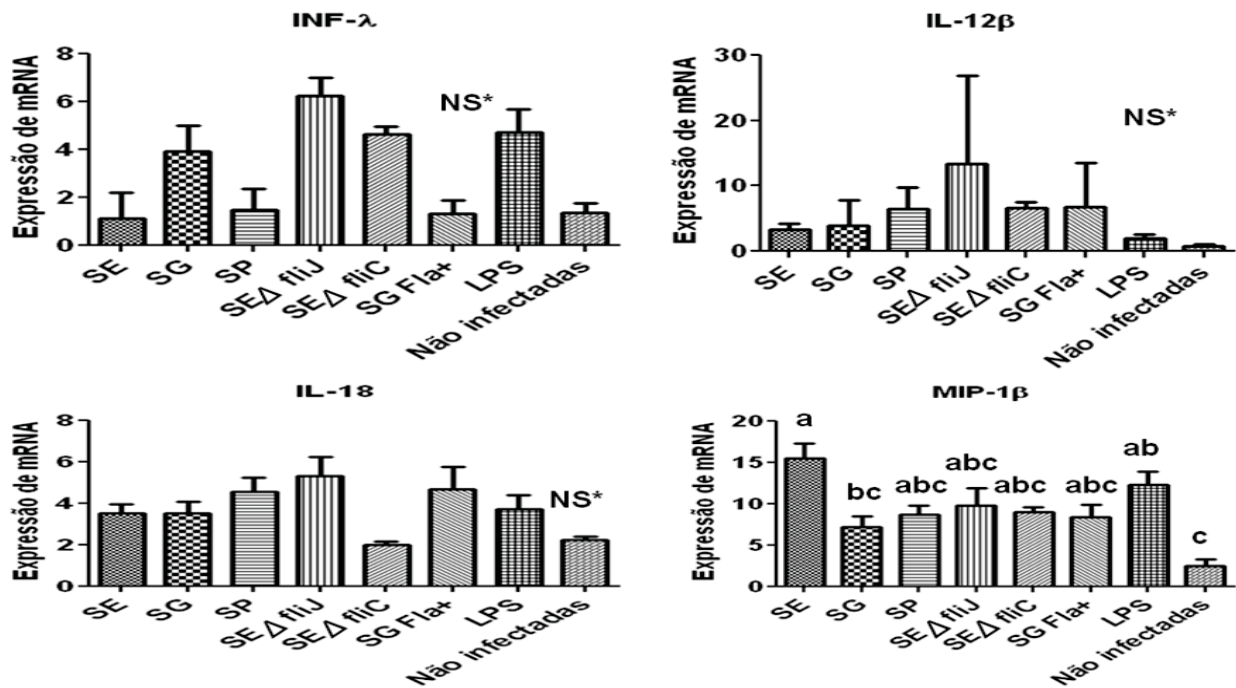 INF-λ
Expressão de mRNA
8
6
4
2
0
NS*
SE
SG
SP
SEΔ fliJ
SEΔ fliC
SG Fla+
LPS
Não infectadas
IL-12β
Expressão de mRNA
30
20
10
0
NS*
SE
SG
SP
SEΔ fliJ
SEΔ fliC
SG Fla+
LPS
Não infectadas
IL-18
Expressão de mRNA
8
6
4
2
0
NS*
SE
SG
SP
SEΔ fliJ
SEΔ fliC
SG Fla+
LPS
Não infectadas
MIP-1β
Expressão de mRNA
20
15
10
5
0
a
bc
abc
abc
abc
abc
ab
c
SE
SG
SP
SEΔ fliJ
SEΔ fliC
SG Fla+
LPS
Não infectadas